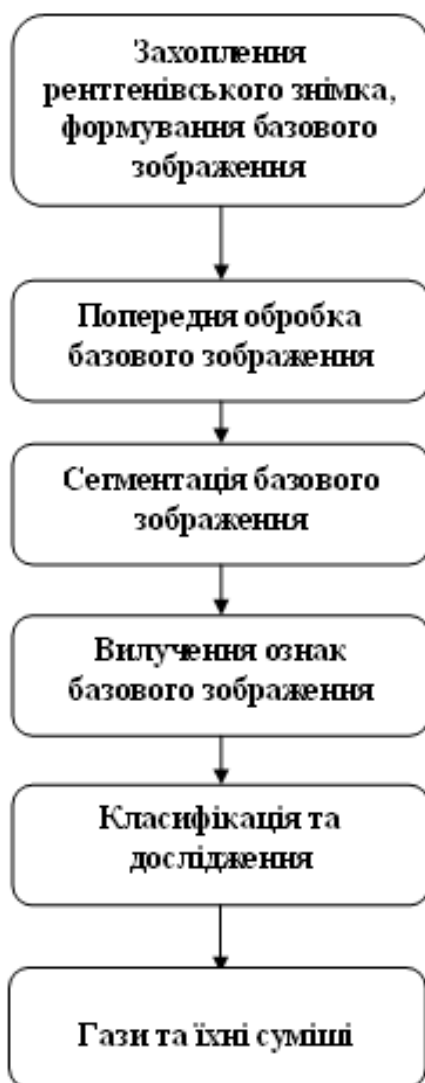 Захоплення
рентгенівського знімка,
формування базового
зображення
Попередня обробка
базового зображення
Сегментація базового
зображення
Вилучення ознак
базового зображення
Класифікація та
дослідження
Гази та їхні суміші